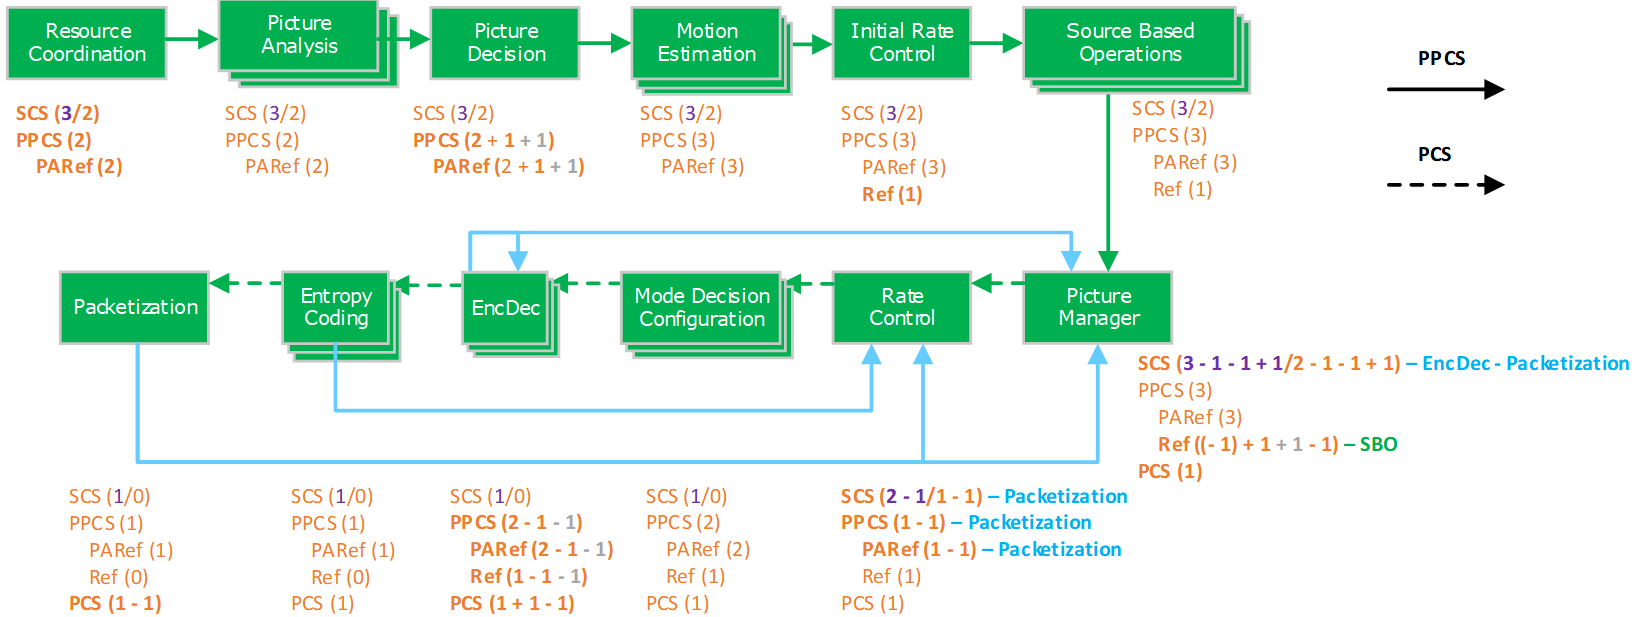 Resource
Coordination
Picture
Analysis
Picture
Decision
Motion
Estimation
Initial Rate
Control
Source Based
Operations
PPCS
PCS
SCS (3/2)
PPCS (2)
PARef (2)
SCS (3/2)
PPCS (2)
PARef (2)
SCS (3/2)
PPCS (2 + 1 + 1)
PARef (2 + 1 + 1)
SCS (3/2)
PPCS (3)
PARef (3)
SCS (3/2)
PPCS (3)
PARef (3)
Ref (1)
SCS (3/2)
PPCS (3)
PARef (3)
Ref (1)
Packetization
Entropy
Coding
EncDec
Mode Decision
Configuration
Rate
Control
Picture
Manager
SCS (3 - 1 - 1 + 1/2 - 1 - 1 + 1) – EncDec - Packetization
PPCS (3)
PARef (3)
Ref ((- 1) + 1 + 1 - 1) – SBO
PCS (1)
SCS (1/0)
PPCS (1)
PARef (1)
Ref (0)
PCS (1 - 1)
SCS (1/0)
PPCS (1)
PARef (1)
Ref (0)
PCS (1)
SCS (1/0)
PPCS (2 - 1 - 1)
PARef (2 - 1 - 1)
Ref (1 - 1 - 1)
PCS (1 + 1 - 1)
SCS (1/0)
PPCS (2)
PARef (2)
Ref (1)
PCS (1)
SCS (2 - 1/1 - 1) – Packetization
PPCS (1 - 1) – Packetization
PARef (1 - 1) – Packetization
Ref (1)
PCS (1)